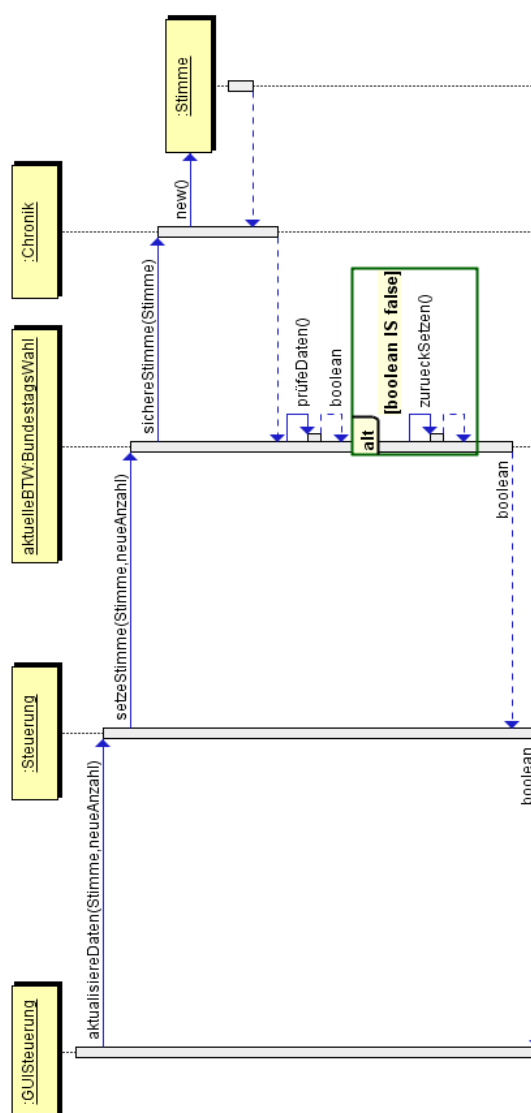 :GUISteuerung
:Steuerung
aktuelleBTW:BundestagsWahl
:Chronik
:Stimme
aktualisiereDaten(Stimme,neueAnzahl)
setzeStimme(Stimme,neueAnzahl)
sichereStimme(Stimme)
new()
prüfeDaten()
boolean
alt
[boolean IS false]
zurueckSetzen()
boolean
boolean